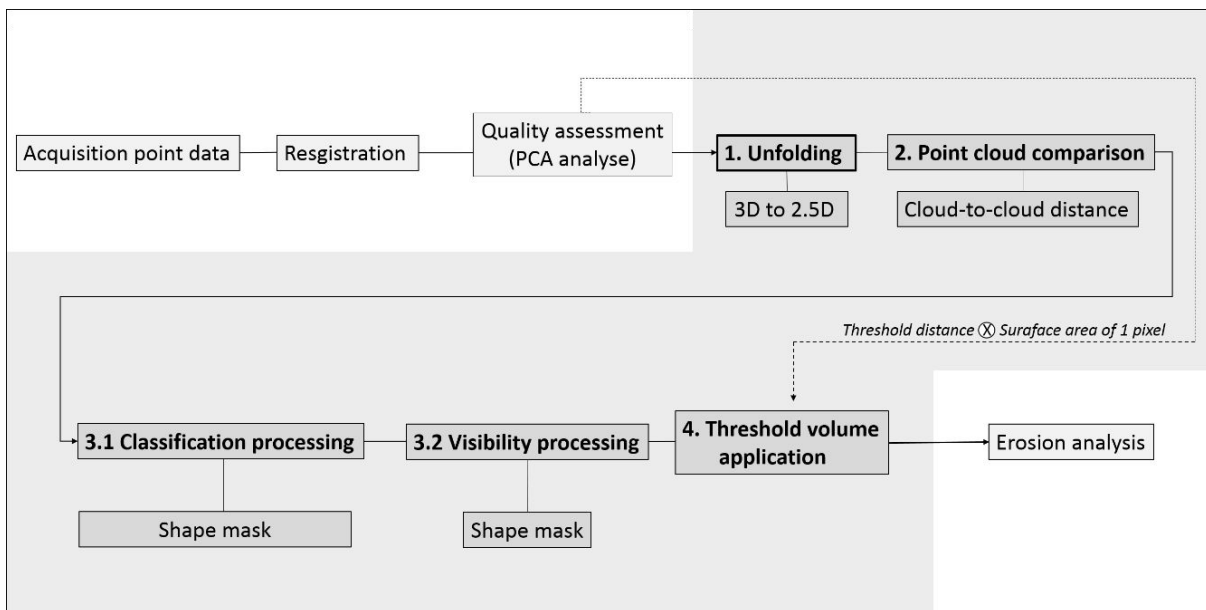 Acquisition point data
Resgistration
Quality assessment
(PCA analyse)
1. Unfolding
2. Point cloud comparison
3D to 2.5D
Cloud-to-cloud distance
Threshold distance ⓧ Suraface area of 1 pixel
3.1 Classification processing
3.2 Visibility processing
4. Threshold volume
application
Erosion analysis
Shape mask
Shape mask